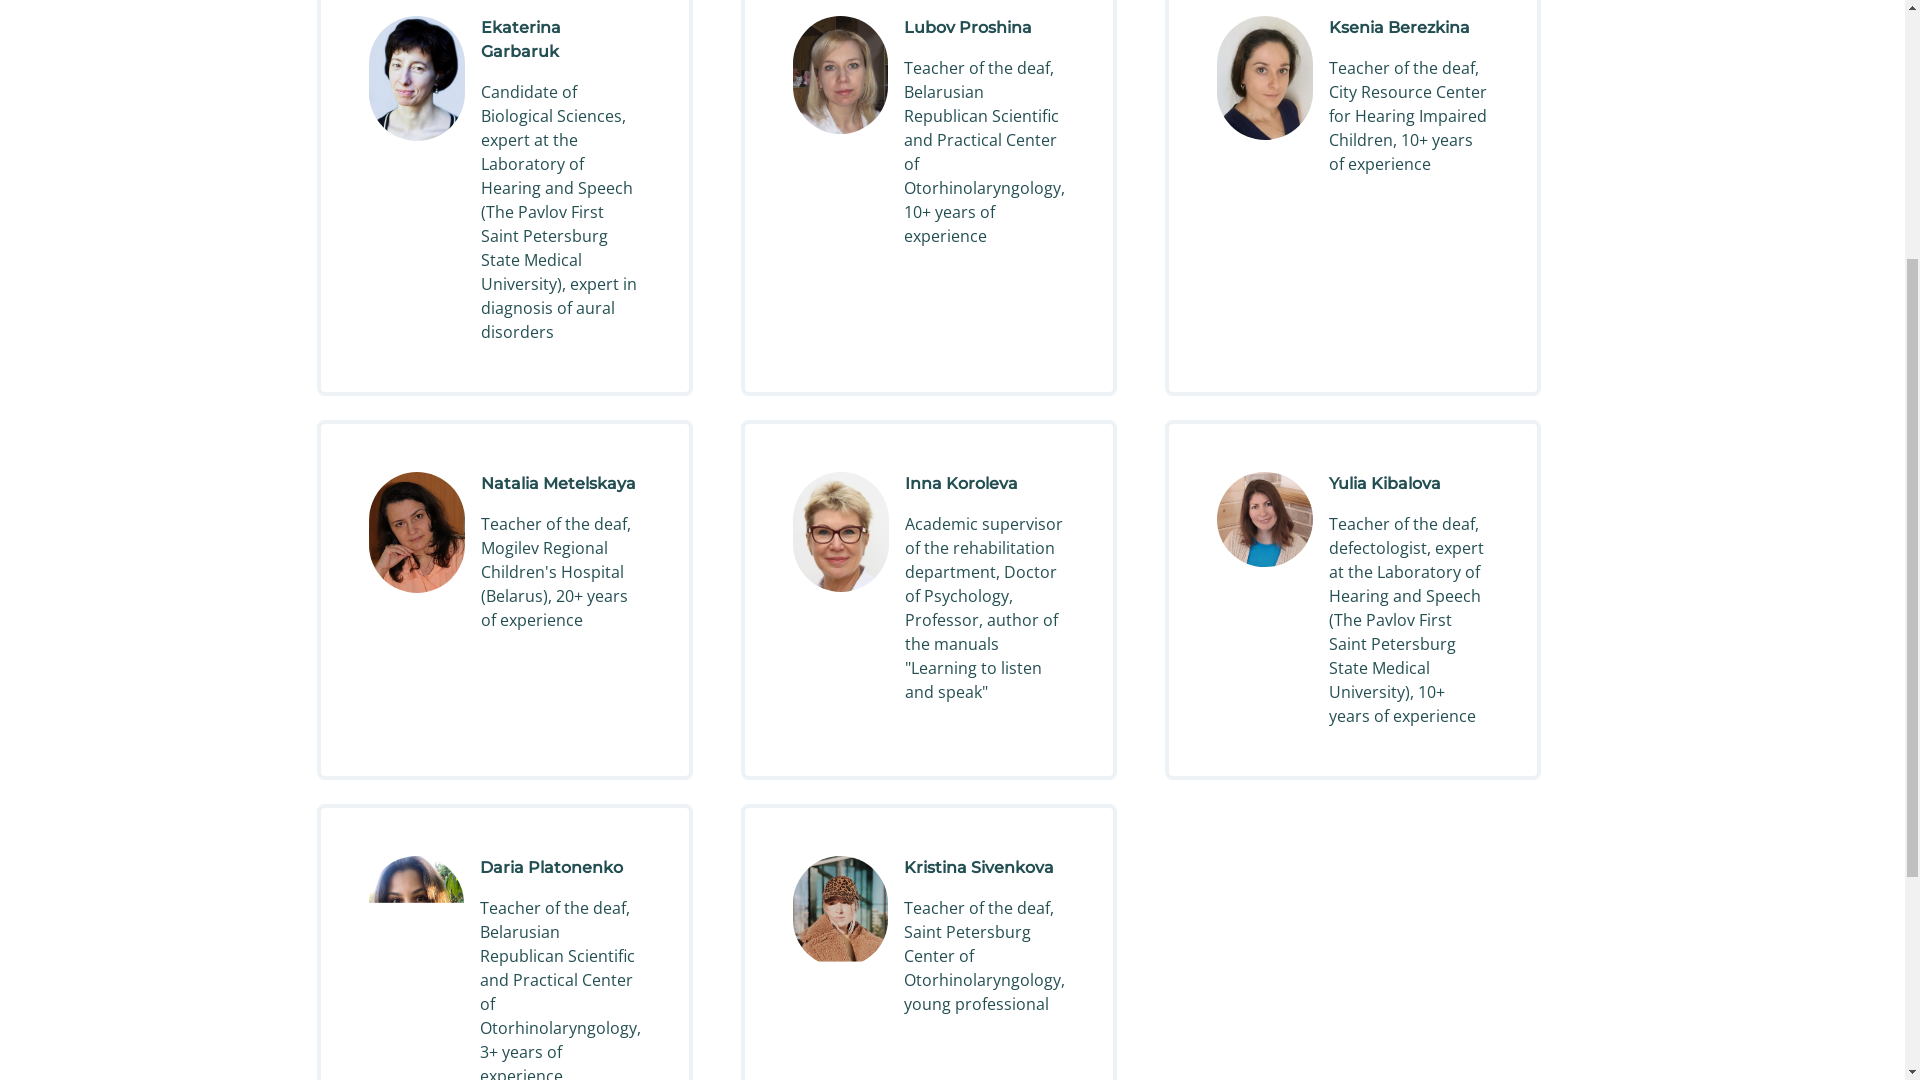 Ekaterina
Garbaruk
Candidate of
Biological Sciences,
expert at the
Laboratory of
Hearing and Speech
(The Pavlov First
Saint Petersburg
State Medical
University), expert in
diagnosis of aural
disorders
Lubov Proshina
Teacher of the deaf,
Belarusian
Republican Scientific
and Practical Center
of
Otorhinolaryngology,
10+ years of
experience
Ksenia Berezkina
Teacher of the deaf,
City Resource Center
for Hearing Impaired
Children, 10+ years
of experience
Natalia Metelskaya
Teacher of the deaf,
Mogilev Regional
Children's Hospital
(Belarus), 20+ years
of experience
Inna Koroleva
Academic supervisor
of the rehabilitation
department, Doctor
of Psychology,
Professor, author of
the manuals
"Learning to listen
and speak"
Yulia Kibalova
Teacher of the deaf,
defectologist, expert
at the Laboratory of
Hearing and Speech
(The Pavlov First
Saint Petersburg
State Medical
University), 10+
years of experience
Daria Platonenko
Teacher of the deaf,
Belarusian
Republican Scientific
and Practical Center
of
Otorhinolaryngology,
3+ years of
experience
Kristina Sivenkova
Teacher of the deaf,
Saint Petersburg
Center of
Otorhinolaryngology,
young professional